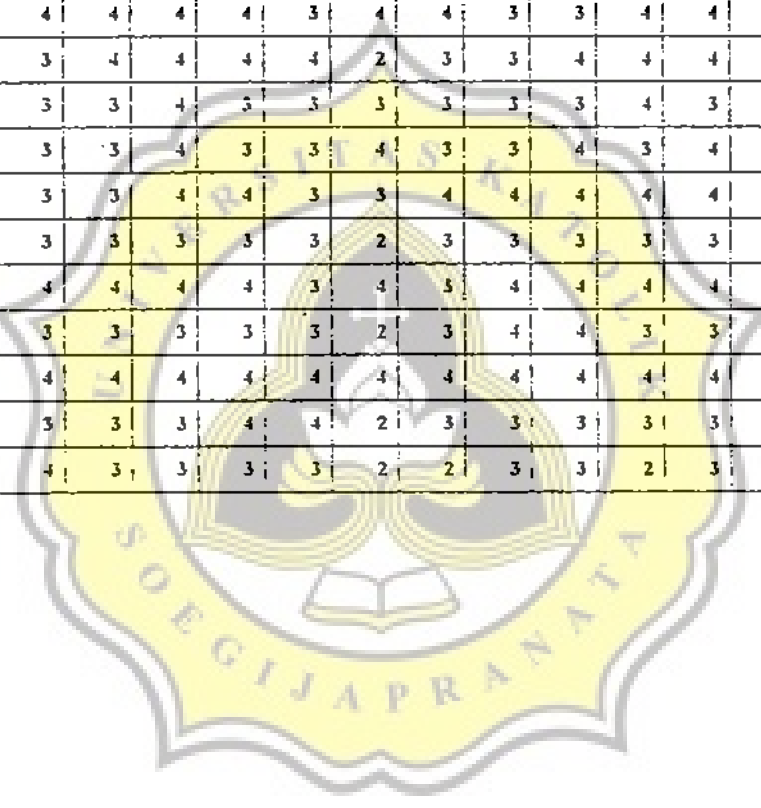 4 4 4 4 3 4 4 3 3 4 4
3 4 4 4 4 2 3 3 4 4 4
3 3 4 3 3 3 3 3 3 4 3
3 3 4 3 3 4 3 3 4 3 4
3 3 4 4 3 3 4 4 4 4 4
3 3 3 3 3 2 3 3 3 3 3
4 4 4 4 3 4 4 4 4 4
3 3 3 3 3 2 3 4 4 3 3
4 4 4 4 4 4 4 4 4 4 4
3 3 3 4 4 2 3 3 3 3 3
4 3 3 3 3 2 2 3 3 2 3
UNIVERSITAS KATOLIK
SOEGIJAPRANATA